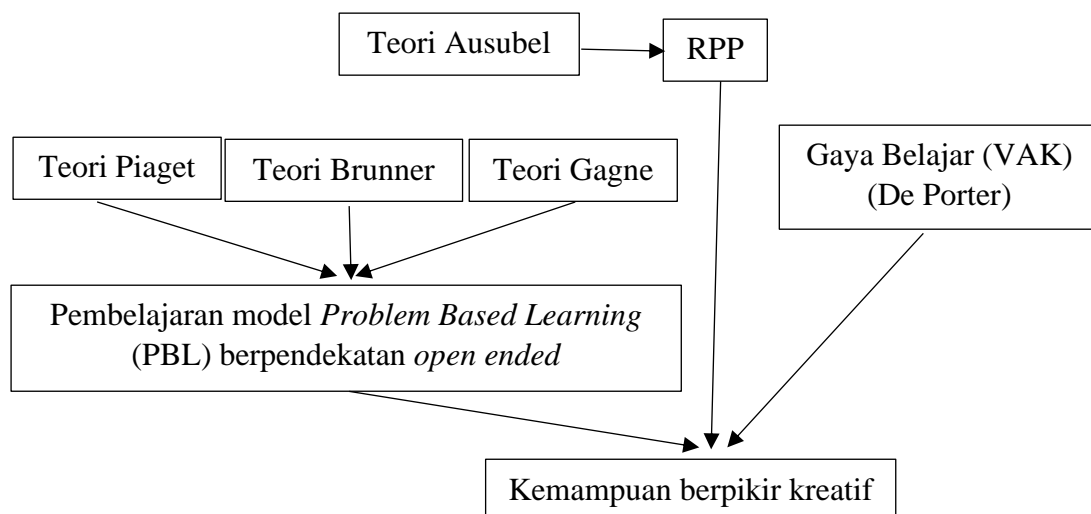 Teori Ausubel
RPP
Teori Piaget
Teori Brunner
Teori Gagne
Gaya Belajar (VAK)
(De Porter)
Pembelajaran model Problem Based Learning
(PBL) berpendekatan open ended
Kemampuan berpikir kreatif